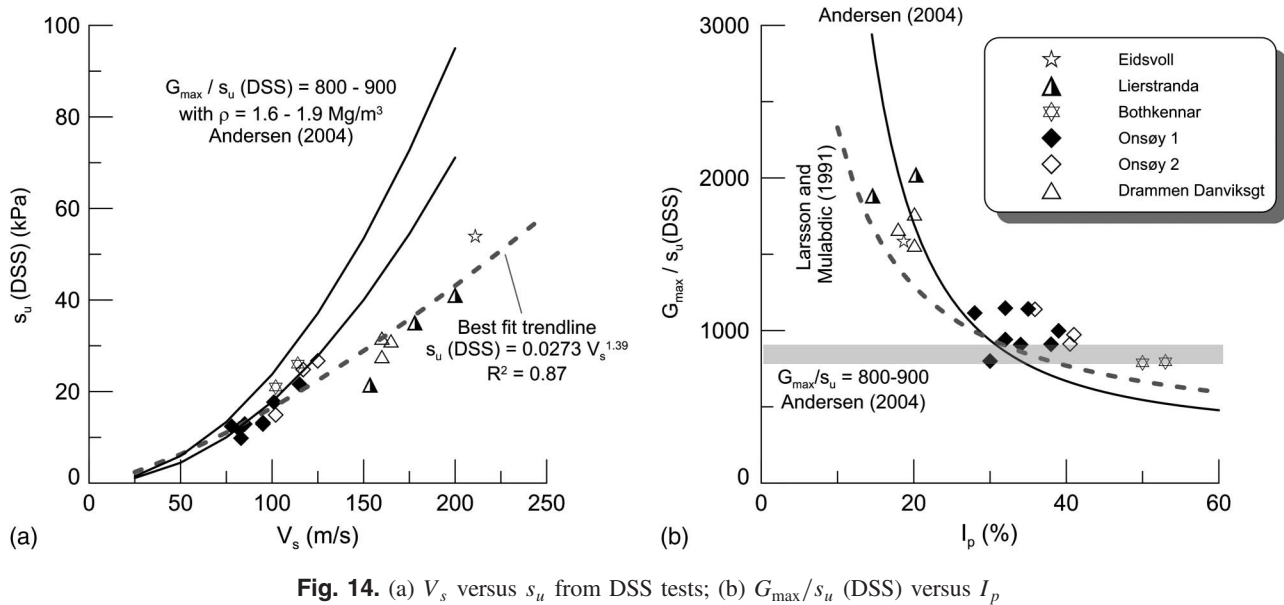 100
80
60
40
20
0
s_u (DSS) (kPa)
G_max / s_u (DSS) = 800 - 900
with ρ = 1.6 - 1.9 Mg/m³
Andersen (2004)
Best fit trendline
s_u (DSS) = 0.0273 V_s^1.39
R² = 0.87
0 50 100 150 200 250
V_s (m/s)
(a)
3000
2000
1000
0
G_max / s_u(DSS)
Andersen (2004)
Larsson and
Mulabdic (1991)
Eidsvoll
Lierstranda
Bothkennar
Onsøy 1
Onsøy 2
Drammen Danviksgt
G_max/s_u = 800-900
Andersen (2004)
0 20 40 60
I_p (%)
(b)
Fig. 14. (a) V_s versus s_u from DSS tests; (b) G_max/s_u (DSS) versus I_p